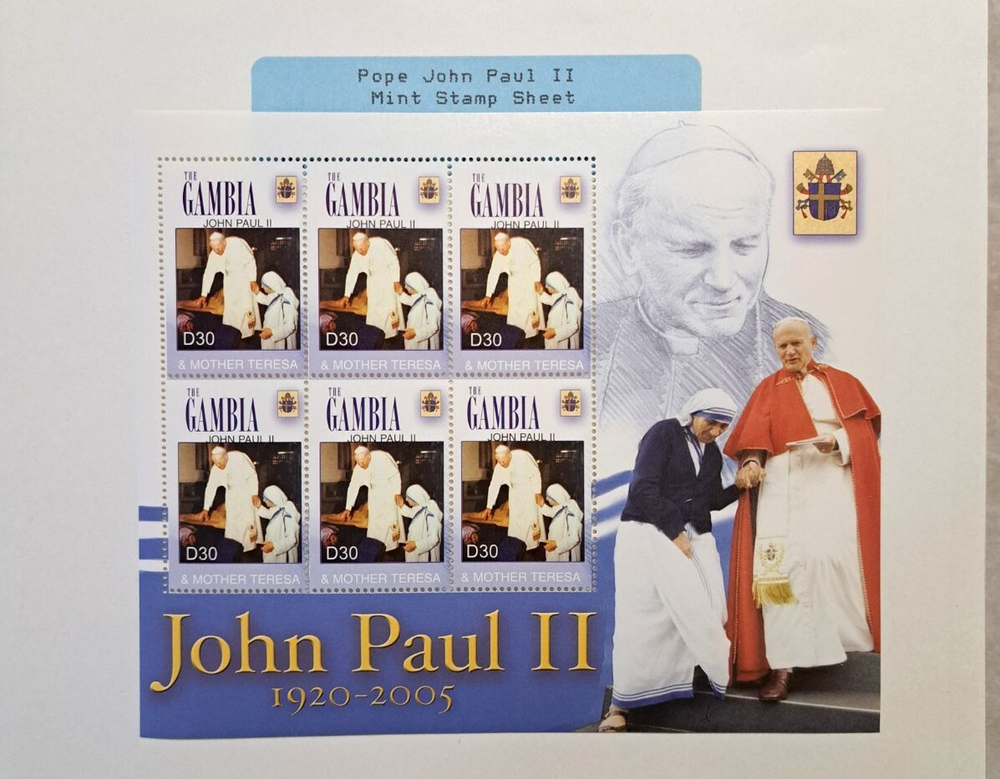 Pope John Paul II
Mint Stamp Sheet
THE
GAMBIA
JOHN PAUL II
D30
& MOTHER TERESA
THE
GAMBIA
JOHN PAUL II
D30
& MOTHER TERESA
THE
GAMBIA
JOHN PAUL II
D30
& MOTHER TERESA
THE
GAMBIA
JOHN PAUL II
D30
& MOTHER TERESA
THE
GAMBIA
JOHN PAUL II
D30
& MOTHER TERESA
THE
GAMBIA
JOHN PAUL II
D30
& MOTHER TERESA
John Paul II
1920-2005